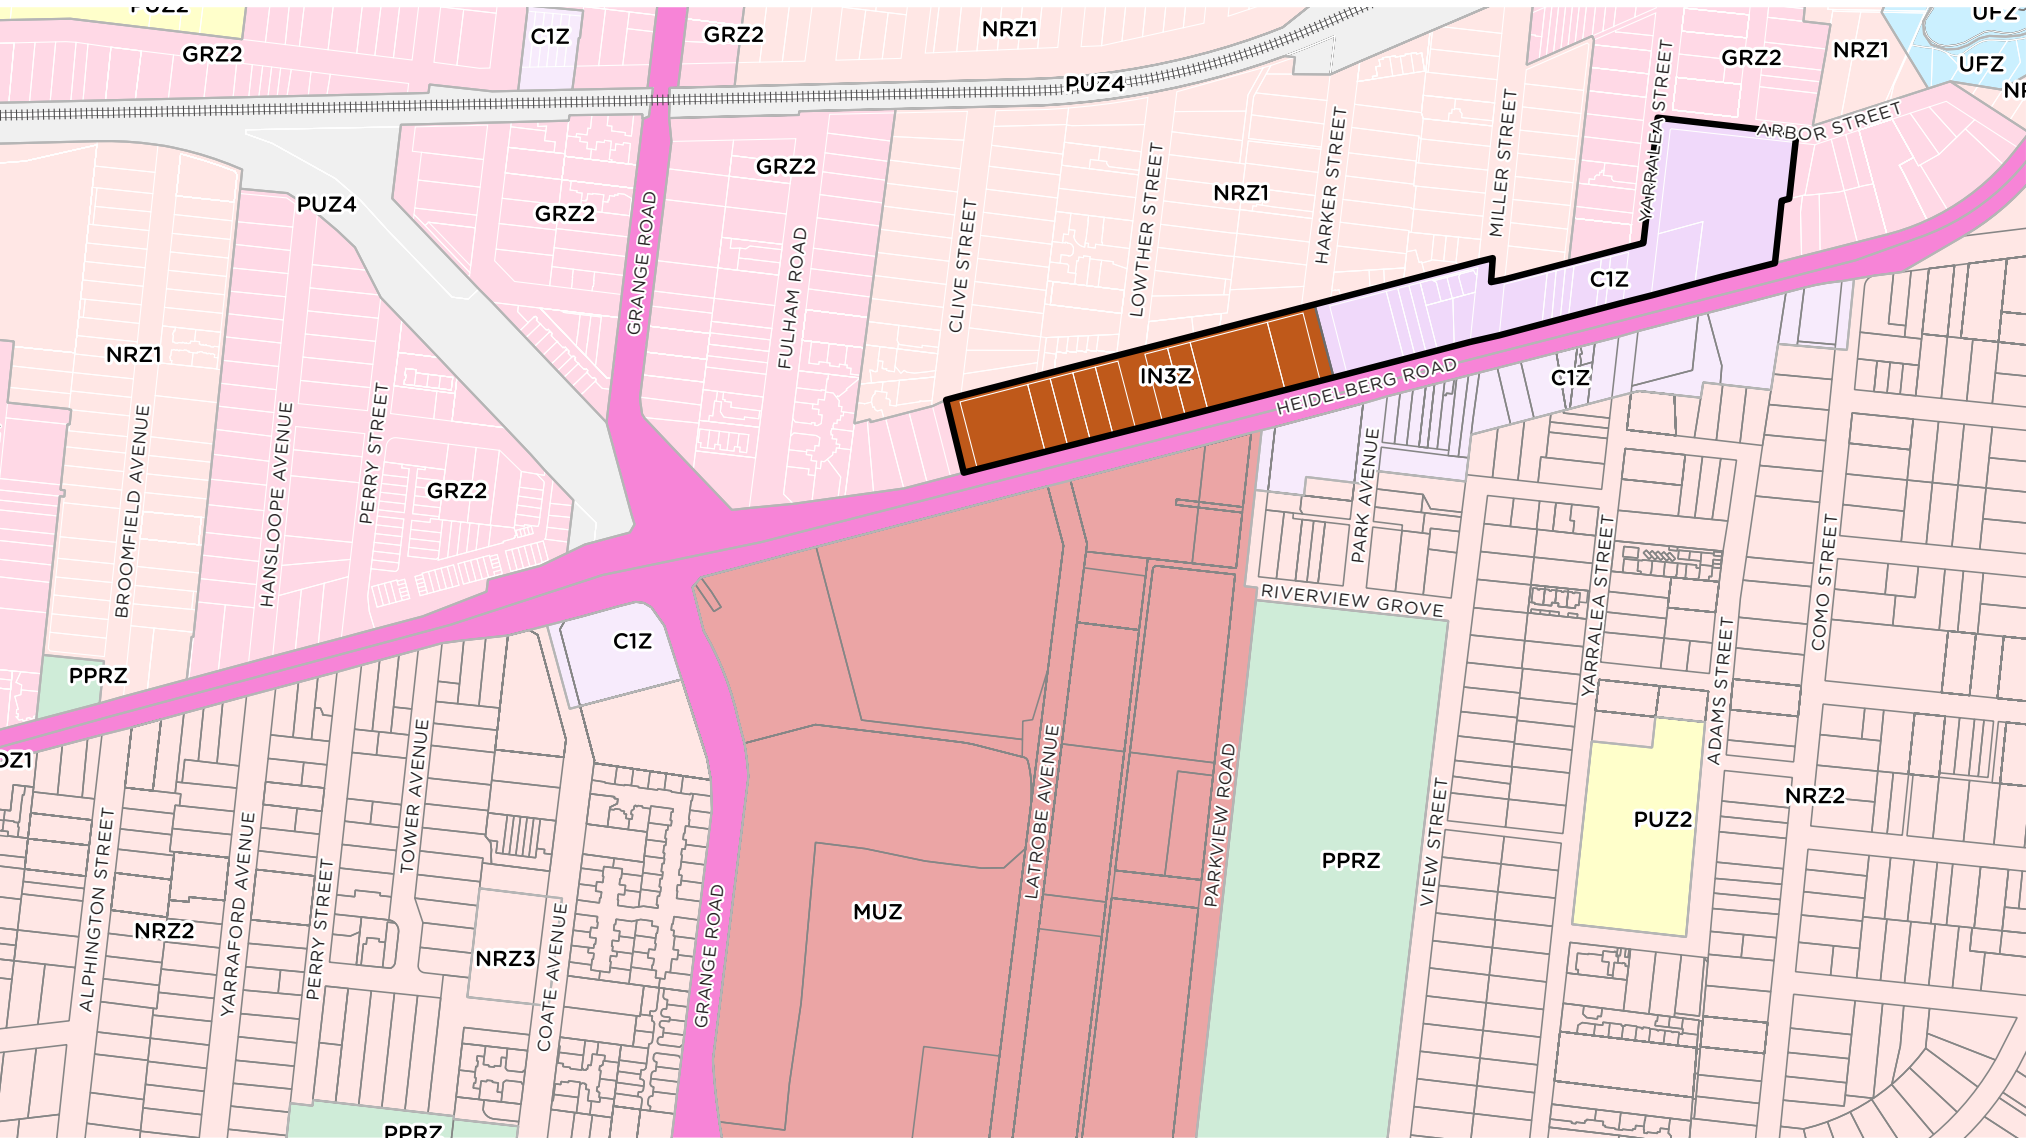 PUZ2
GRZ2
C1Z
GRZ2
NRZ1
PUZ4
GRZ2
NRZ1
UFZ
UFZ
YARRALEA STREET
ARBOR STREET
PUZ4
GRZ2
GRANGE ROAD
GRZ2
FULHAM ROAD
CLIVE STREET
LOWTHER STREET
NRZ1
HARKER STREET
MILLER STREET
C1Z
IN3Z
HEIDELBERG ROAD
C1Z
NRZ1
BROOMFIELD AVENUE
HANSLOOPE AVENUE
PERRY STREET
GRZ2
PARK AVENUE
RIVERVIEW GROVE
YARRALEA STREET
ADAMS STREET
COMO STREET
C1Z
PPRZ
TOWER AVENUE
ALPHINGTON STREET
YARRAFORD AVENUE
PERRY STREET
NRZ2
NRZ3
COATE AVENUE
GRANGE ROAD
MUZ
LATROBE AVENUE
PARKVIEW ROAD
PPRZ
VIEW STREET
PUZ2
NRZ2
PPRZ